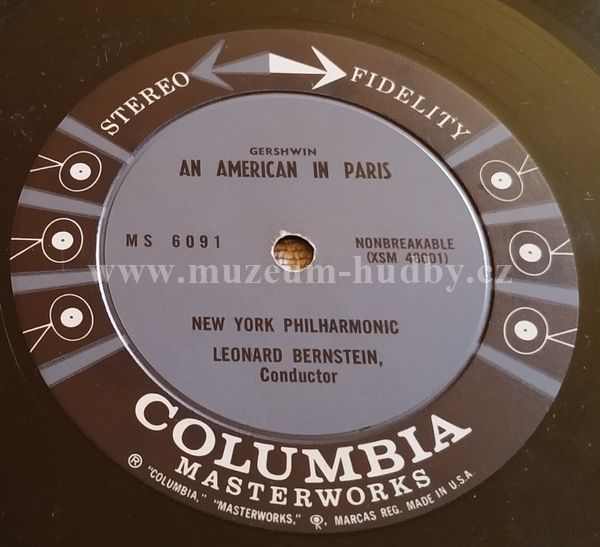 STEREO FIDELITY
GERSHWIN
AN AMERICAN IN PARIS
MS 6091
NONBREAKABLE
(XSM 48001)
www.muzeum-hudby.cz
NEW YORK PHILHARMONIC
LEONARD BERNSTEIN,
Conductor
COLUMBIA
MASTERWORKS
® "COLUMBIA," "MASTERWORKS," MARCAS REG. MADE IN U.S.A.